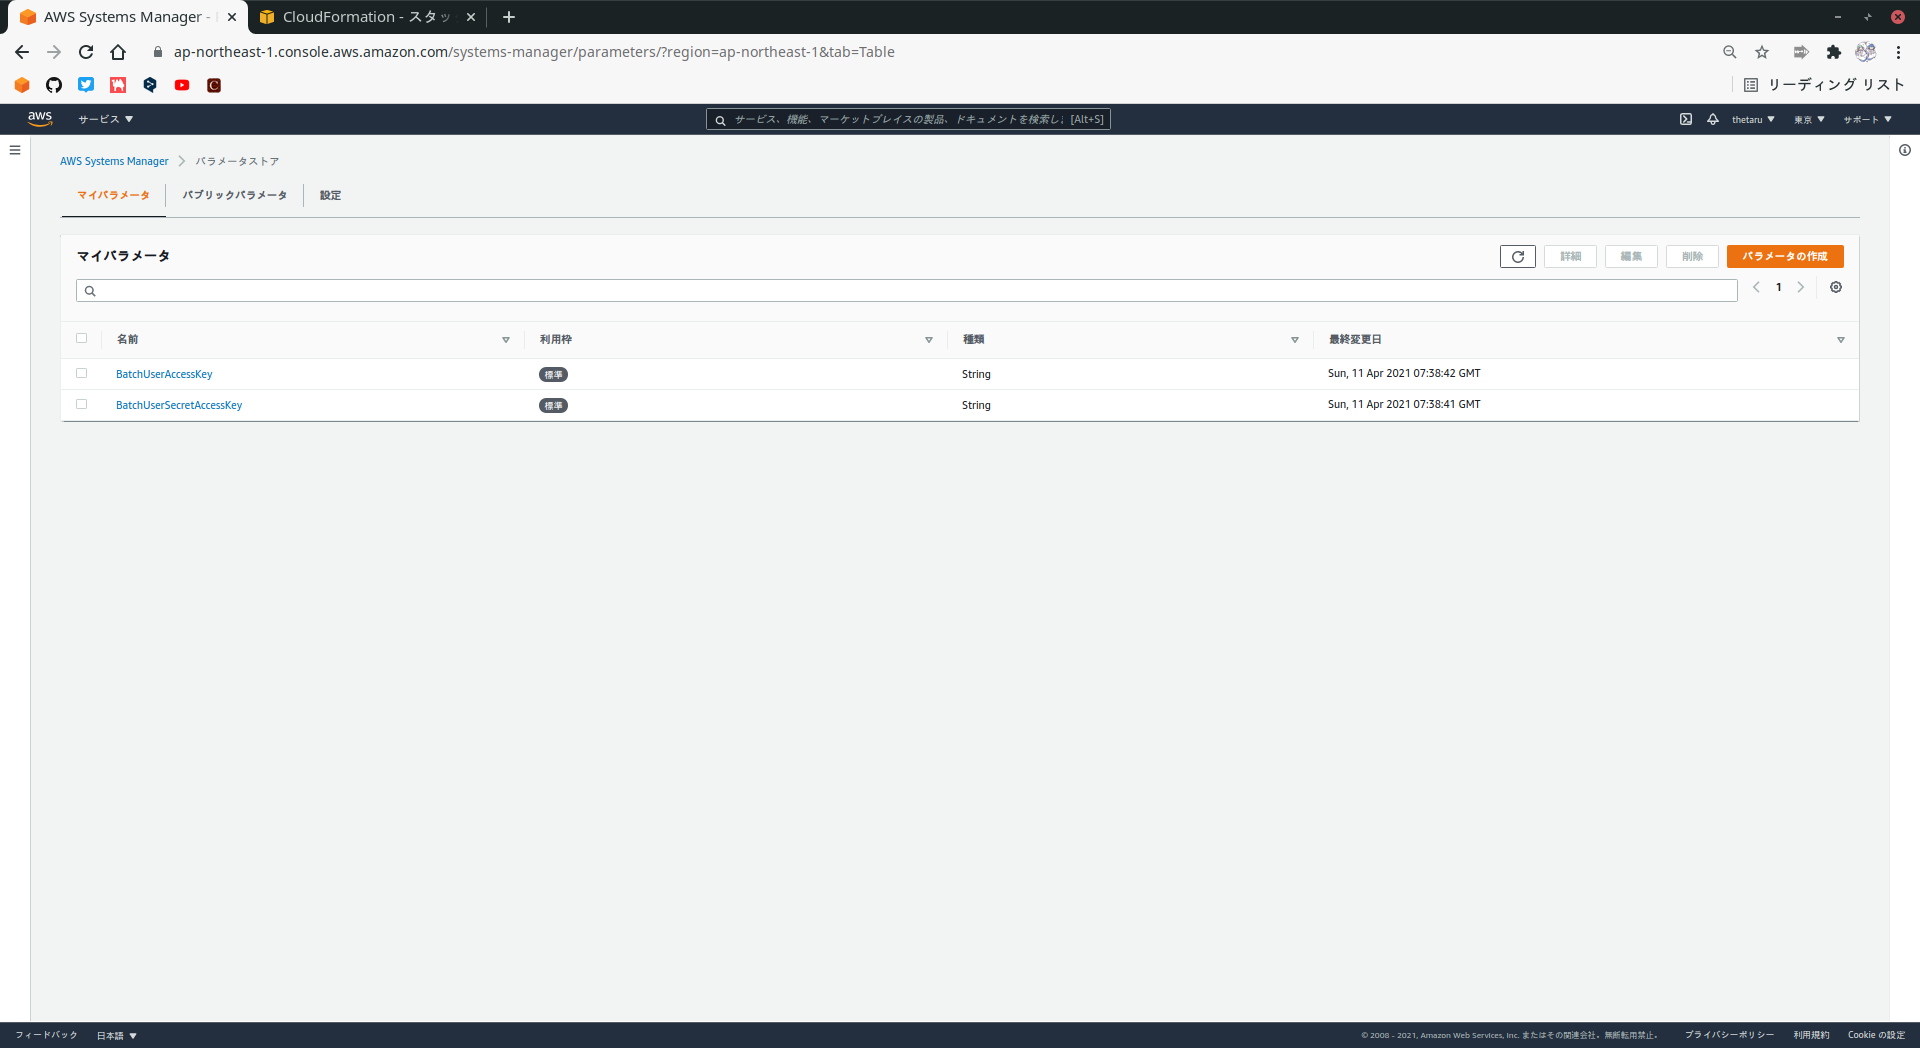 AWS Systems Manager -
CloudFormation - スタッ
ap-northeast-1.console.aws.amazon.com/systems-manager/parameters/?region=ap-northeast-1&tab=Table
リーディング リスト
aws
サービス
サービス、機能、マーケットプレイスの製品、ドキュメントを検索し
[Alt+S]
thetaru
東京
サポート
AWS Systems Manager
パラメータストア
マイパラメータ
パブリックパラメータ
設定
マイパラメータ
詳細
編集
削除
パラメータの作成
1
名前
利用枠
種類
最終変更日
BatchUserAccessKey
標準
String
Sun, 11 Apr 2021 07:38:42 GMT
BatchUserSecretAccessKey
標準
String
Sun, 11 Apr 2021 07:38:41 GMT
フィードバック
日本語
© 2008 - 2021, Amazon Web Services, Inc. またはその関連会社。無断転用禁止。
プライバシーポリシー
利用規約
Cookie の設定